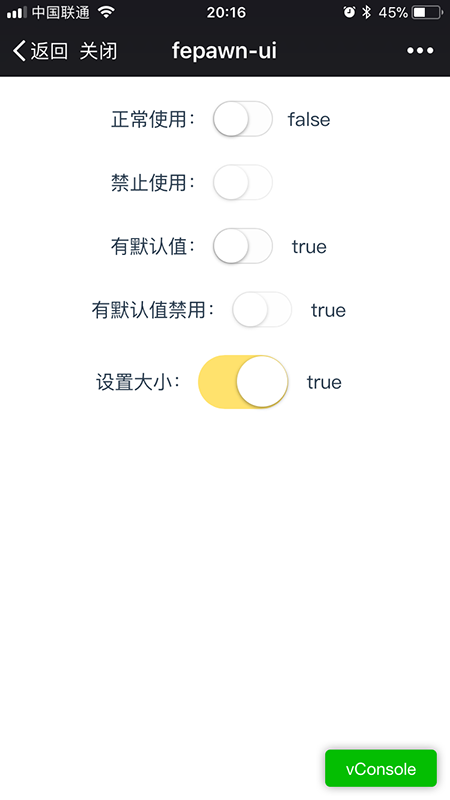 中国联通 20:16 45%
返回 关闭 fepawn-ui
正常使用： false
禁止使用：
有默认值： true
有默认值禁用： true
设置大小： true
vConsole